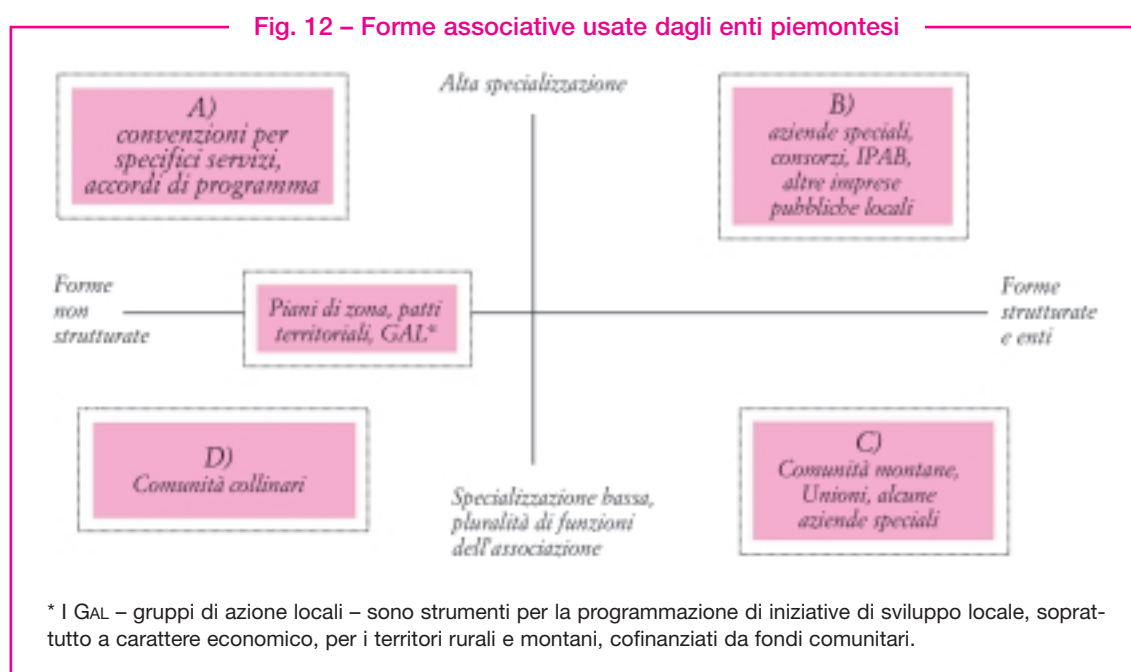 Fig. 12 – Forme associative usate dagli enti piemontesi
A)
convenzioni per
specifici servizi,
accordi di programma
Alta specializzazione
B)
aziende speciali,
consorzi, IPAB,
altre imprese
pubbliche locali
Forme
non
strutturate
Piani di zona, patti
territoriali, GAL*
Forme
strutturate
e enti
D)
Comunità collinari
Specializzazione bassa,
pluralità di funzioni
dell'associazione
C)
Comunità montane,
Unioni, alcune
aziende speciali
* I GAL – gruppi di azione locali – sono strumenti per la programmazione di iniziative di sviluppo locale, soprat-
tutto a carattere economico, per i territori rurali e montani, cofinanziati da fondi comunitari.